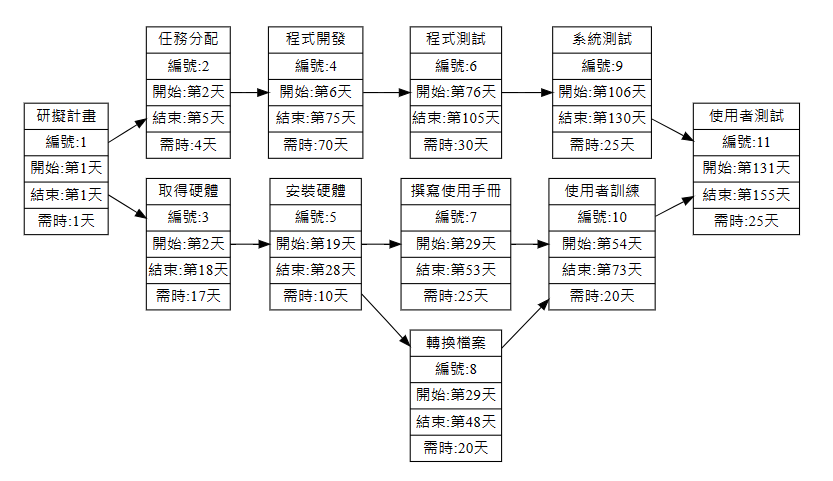 研擬計畫
編號:1
開始:第1天
結束:第1天
需時:1天
任務分配
編號:2
開始:第2天
結束:第5天
需時:4天
程式開發
編號:4
開始:第6天
結束:第75天
需時:70天
程式測試
編號:6
開始:第76天
結束:第105天
需時:30天
系統測試
編號:9
開始:第106天
結束:第130天
需時:25天
取得硬體
編號:3
開始:第2天
結束:第18天
需時:17天
安裝硬體
編號:5
開始:第19天
結束:第28天
需時:10天
撰寫使用手冊
編號:7
開始:第29天
結束:第53天
需時:25天
使用者訓練
編號:10
開始:第54天
結束:第73天
需時:20天
轉換檔案
編號:8
開始:第29天
結束:第48天
需時:20天
使用者測試
編號:11
開始:第131天
結束:第155天
需時:25天